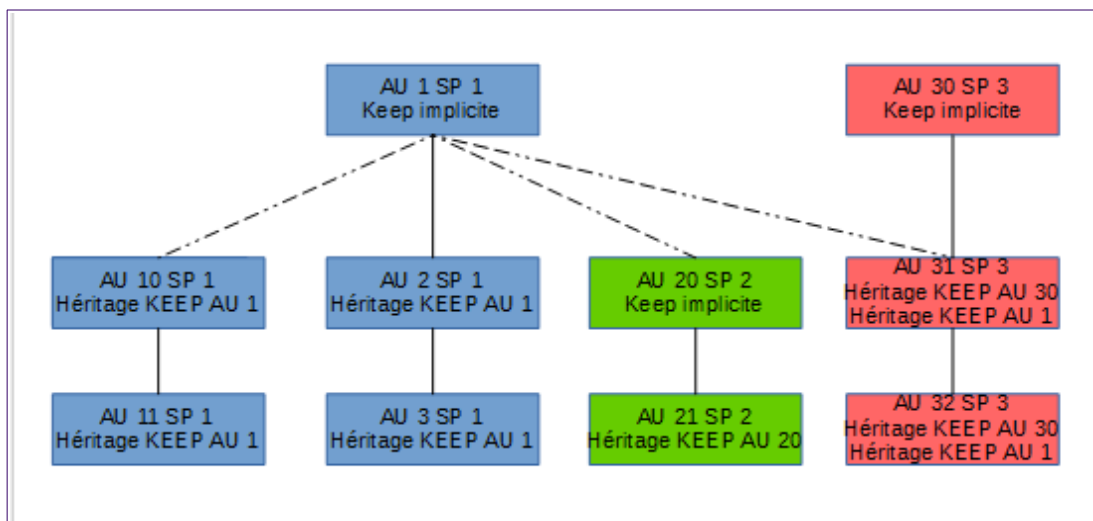 AU 1 SP 1
Keep implicite
AU 30 SP 3
Keep implicite
AU 10 SP 1
Héritage KEEP AU 1
AU 2 SP 1
Héritage KEEP AU 1
AU 20 SP 2
Keep implicite
AU 31 SP 3
Héritage KEEP AU 30
Héritage KEEP AU 1
AU 11 SP 1
Héritage KEEP AU 1
AU 3 SP 1
Héritage KEEP AU 1
AU 21 SP 2
Héritage KEEP AU 20
AU 32 SP 3
Héritage KEEP AU 30
Héritage KEEP AU 1